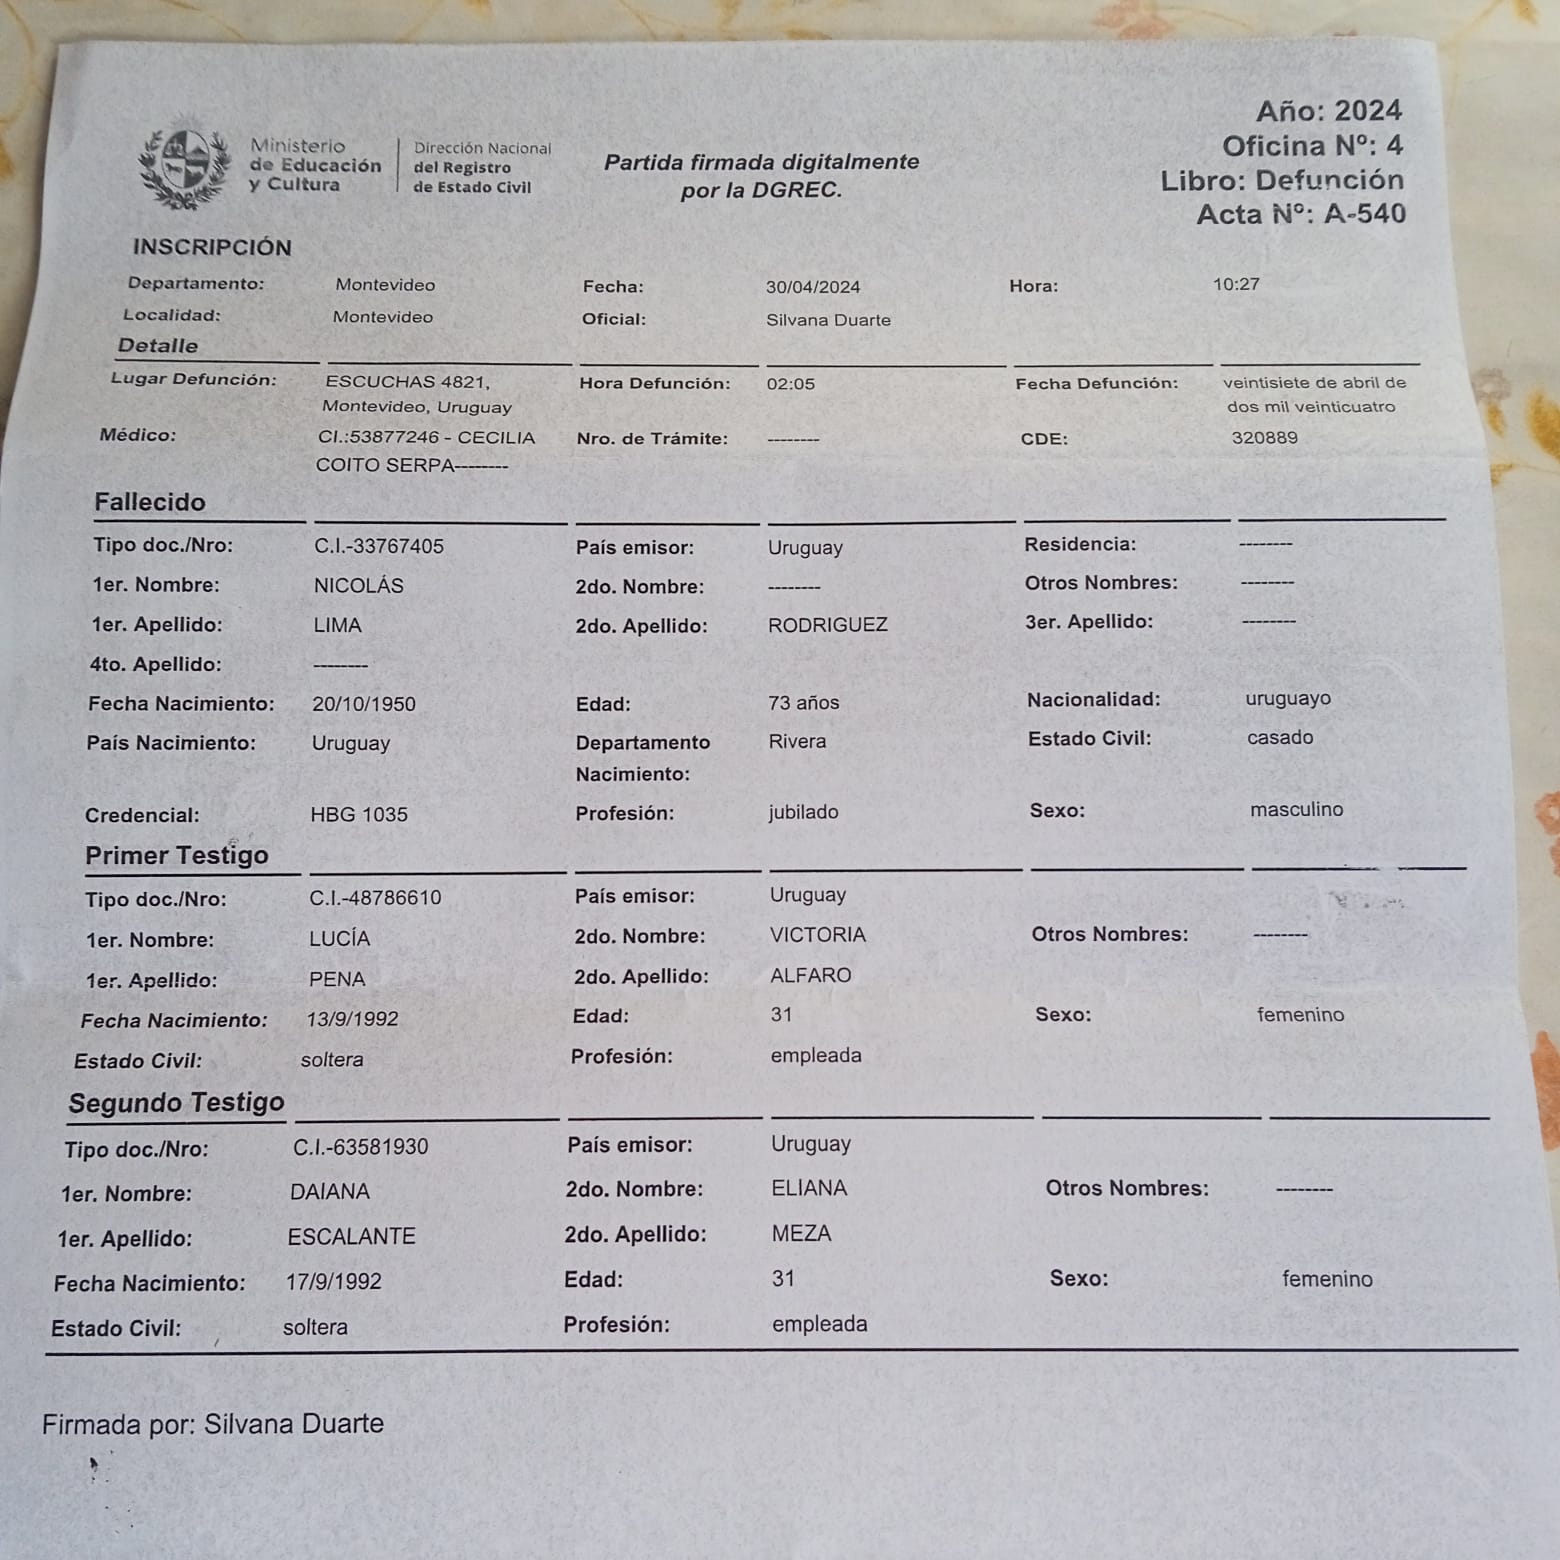 Ministerio
de Educación
y Cultura
Dirección Nacional
del Registro
de Estado Civil
Partida firmada digitalmente
por la DGREC.
Año: 2024
Oficina Nº: 4
Libro: Defunción
Acta Nº: A-540
INSCRIPCIÓN
Departamento: Montevideo Fecha: 30/04/2024 Hora: 10:27
Localidad: Montevideo Oficial: Silvana Duarte
Detalle
Lugar Defunción: ESCUCHAS 4821, Hora Defunción: 02:05 Fecha Defunción: veintisiete de abril de
Montevideo, Uruguay dos mil veinticuatro
Médico: CI.:53877246 - CECILIA Nro. de Trámite: -------- CDE: 320889
COITO SERPA--------
Fallecido
Tipo doc./Nro: C.I.-33767405 País emisor: Uruguay Residencia: --------
1er. Nombre: NICOLÁS 2do. Nombre: -------- Otros Nombres: --------
1er. Apellido: LIMA 2do. Apellido: RODRIGUEZ 3er. Apellido: --------
4to. Apellido: --------
Fecha Nacimiento: 20/10/1950 Edad: 73 años Nacionalidad: uruguayo
País Nacimiento: Uruguay Departamento Rivera Estado Civil: casado
Nacimiento:
Credencial: HBG 1035 Profesión: jubilado Sexo: masculino
Primer Testigo
Tipo doc./Nro: C.I.-48786610 País emisor: Uruguay
1er. Nombre: LUCÍA 2do. Nombre: VICTORIA Otros Nombres: --------
1er. Apellido: PENA 2do. Apellido: ALFARO
Fecha Nacimiento: 13/9/1992 Edad: 31 Sexo: femenino
Estado Civil: soltera Profesión: empleada
Segundo Testigo
Tipo doc./Nro: C.I.-63581930 País emisor: Uruguay
1er. Nombre: DAIANA 2do. Nombre: ELIANA Otros Nombres: --------
1er. Apellido: ESCALANTE 2do. Apellido: MEZA
Fecha Nacimiento: 17/9/1992 Edad: 31 Sexo: femenino
Estado Civil: soltera Profesión: empleada
Firmada por: Silvana Duarte